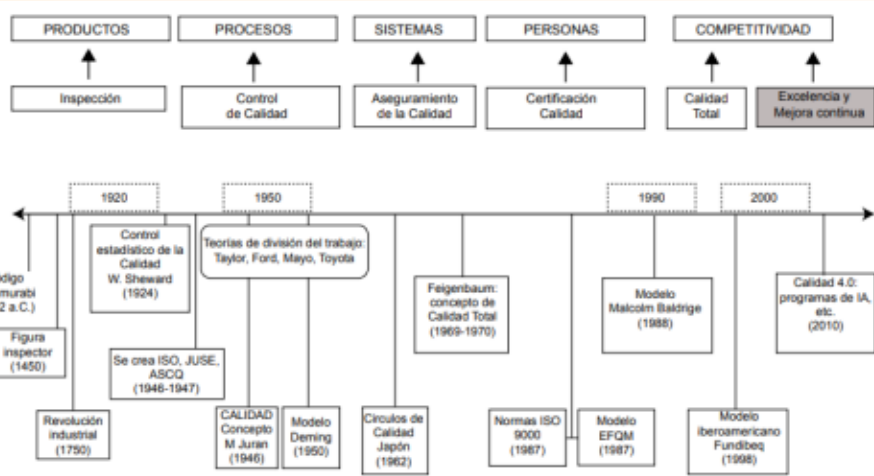 PRODUCTOS
PROCESOS
SISTEMAS
PERSONAS
COMPETITIVIDAD
Inspección
Control
de Calidad
Aseguramiento
de la Calidad
Certificación
Calidad
Calidad
Total
Excelencia y
Mejora continua
1920
1950
1990
2000
digo
murabi
2 a.C.)
Figura
inspector
(1450)
Revolución
industrial
(1750)
Control
estadístico de la
Calidad
W. Sheward
(1924)
Se crea ISO, JUSE,
ASCQ
(1946-1947)
Teorías de división del trabajo:
Taylor, Ford, Mayo, Toyota
CALIDAD
Concepto
M Juran
(1946)
Modelo
Deming
(1950)
Circulos de
Calidad
Japón
(1962)
Feigenbaum:
concepto de
Calidad Total
(1969-1970)
Normas ISO
9000
(1987)
Modelo
EFQM
(1987)
Modelo
Malcolm Baldrige
(1988)
Modelo
iberoamericano
Fundibeq
(1998)
Calidad 4.0:
programas de IA,
etc.
(2010)